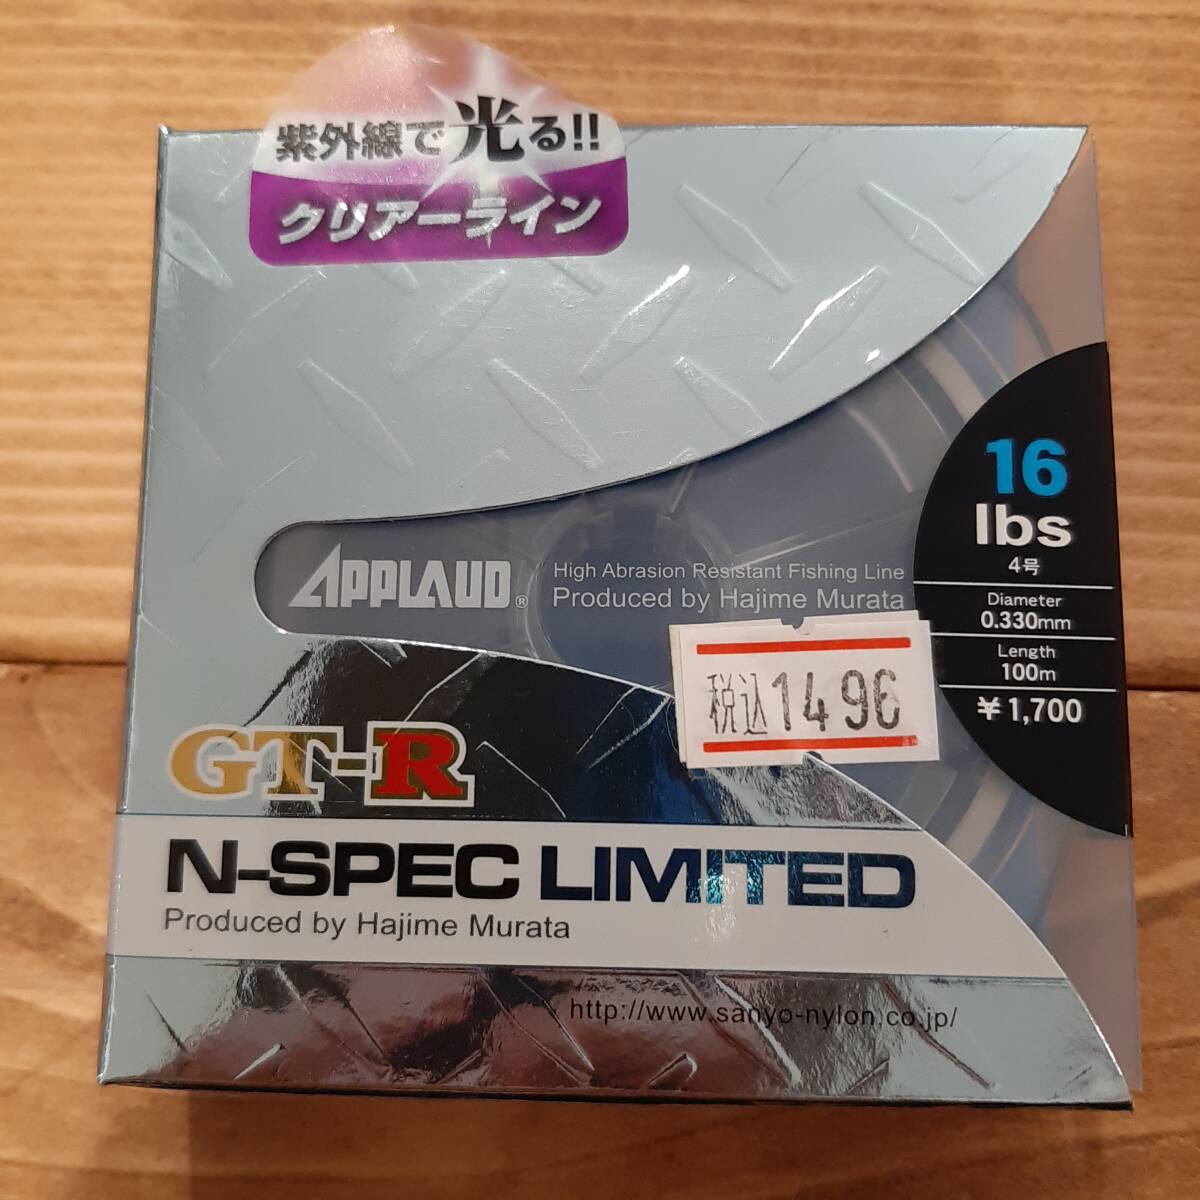 紫外線で光る!!
クリアーライン
16
lbs
4号
Diameter
0.330mm
Length
100m
¥1,700
APPLAUD®
High Abrasion Resistant Fishing Line
Produced by Hajime Murata
税込1496
GT-R
N-SPEC LIMITED
Produced by Hajime Murata
http://www.sanyo-nylon.co.jp/